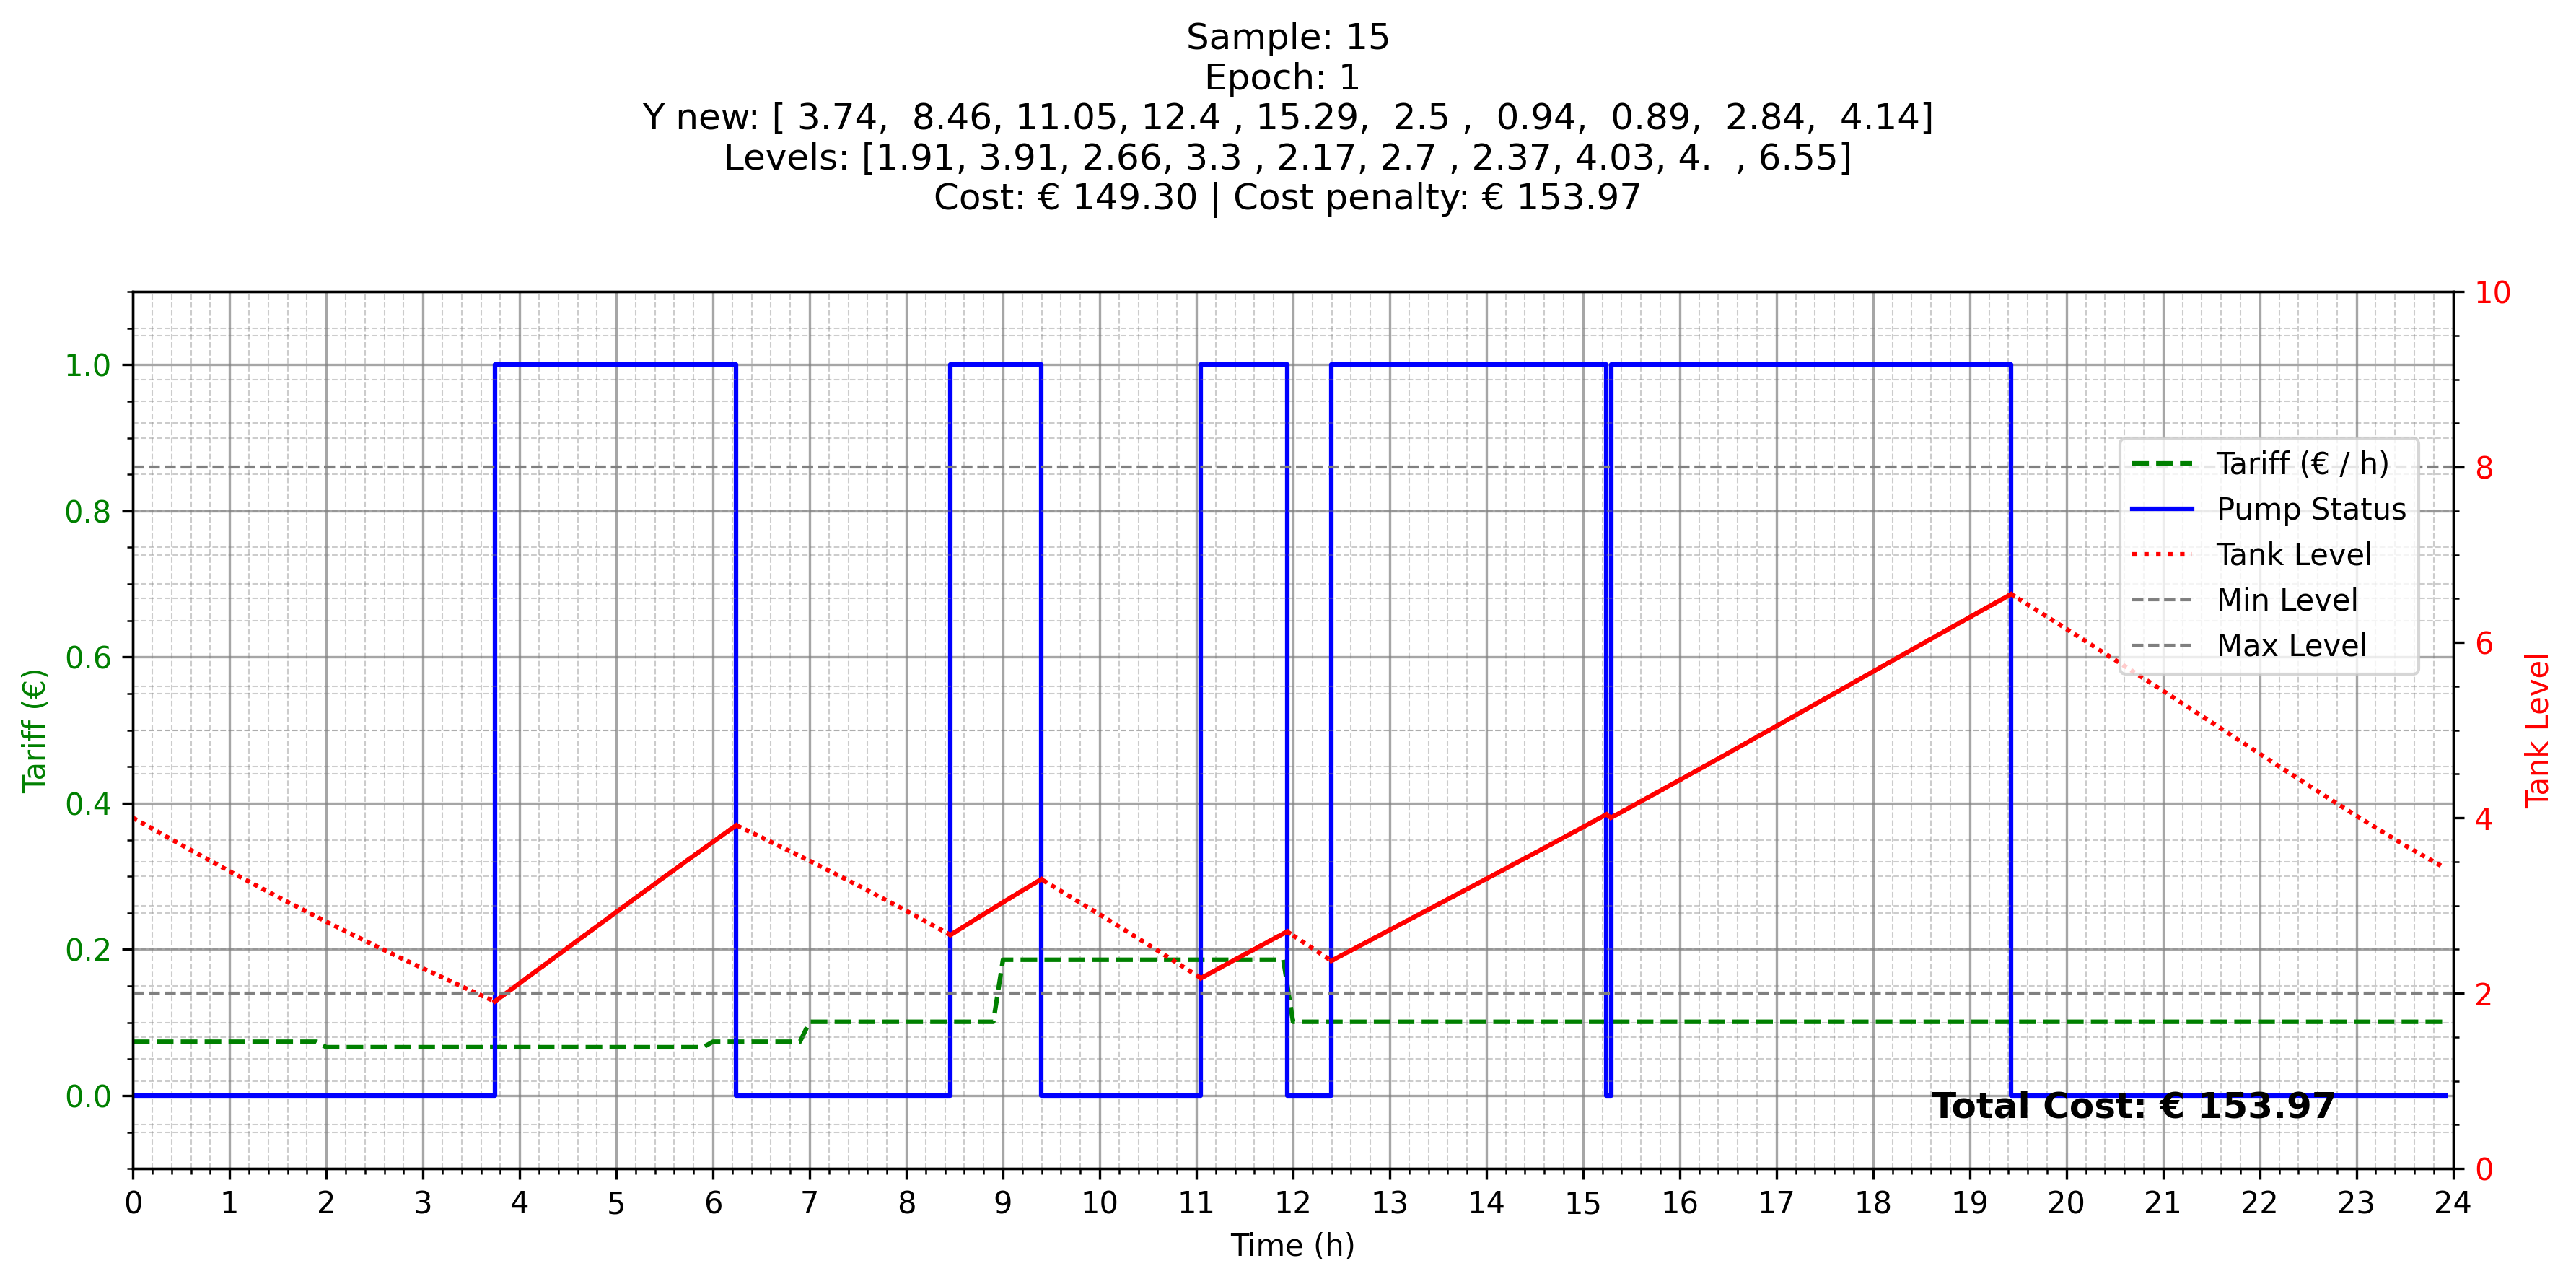 Sample: 15
Epoch: 1
Y new: [ 3.74,  8.46, 11.05, 12.4 , 15.29,  2.5 ,  0.94,  0.89,  2.84,  4.14]
Levels: [1.91, 3.91, 2.66, 3.3 , 2.17, 2.7 , 2.37, 4.03, 4.  , 6.55]
Cost: € 149.30 | Cost penalty: € 153.97
Tariff (€)
1.0
0.8
0.6
0.4
0.2
0.0
10
8
6
4
2
0
Tank Level
Tariff (€ / h)
Pump Status
Tank Level
Min Level
Max Level
Total Cost: € 153.97
0 1 2 3 4 5 6 7 8 9 10 11 12 13 14 15 16 17 18 19 20 21 22 23 24
Time (h)